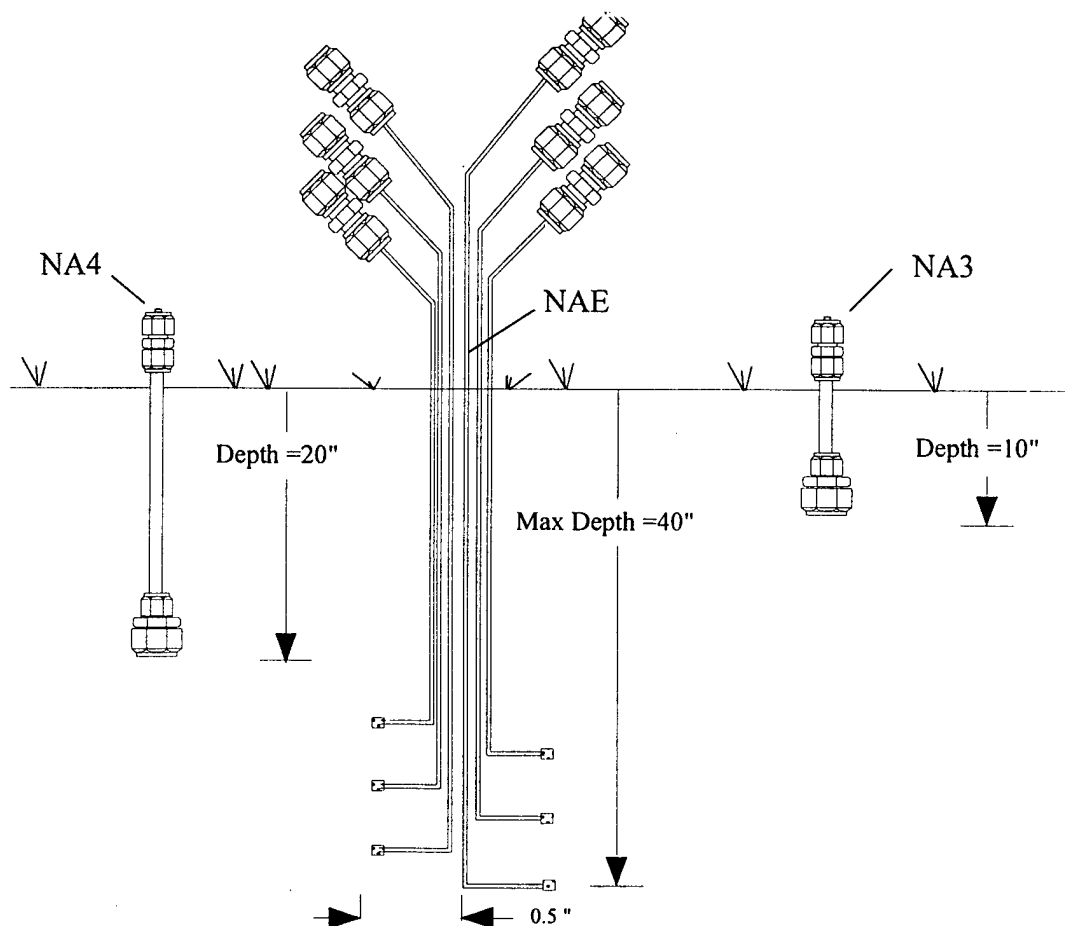 NA4
NA3
NAE
Depth =20"
Depth =10"
Max Depth =40"
0.5 "